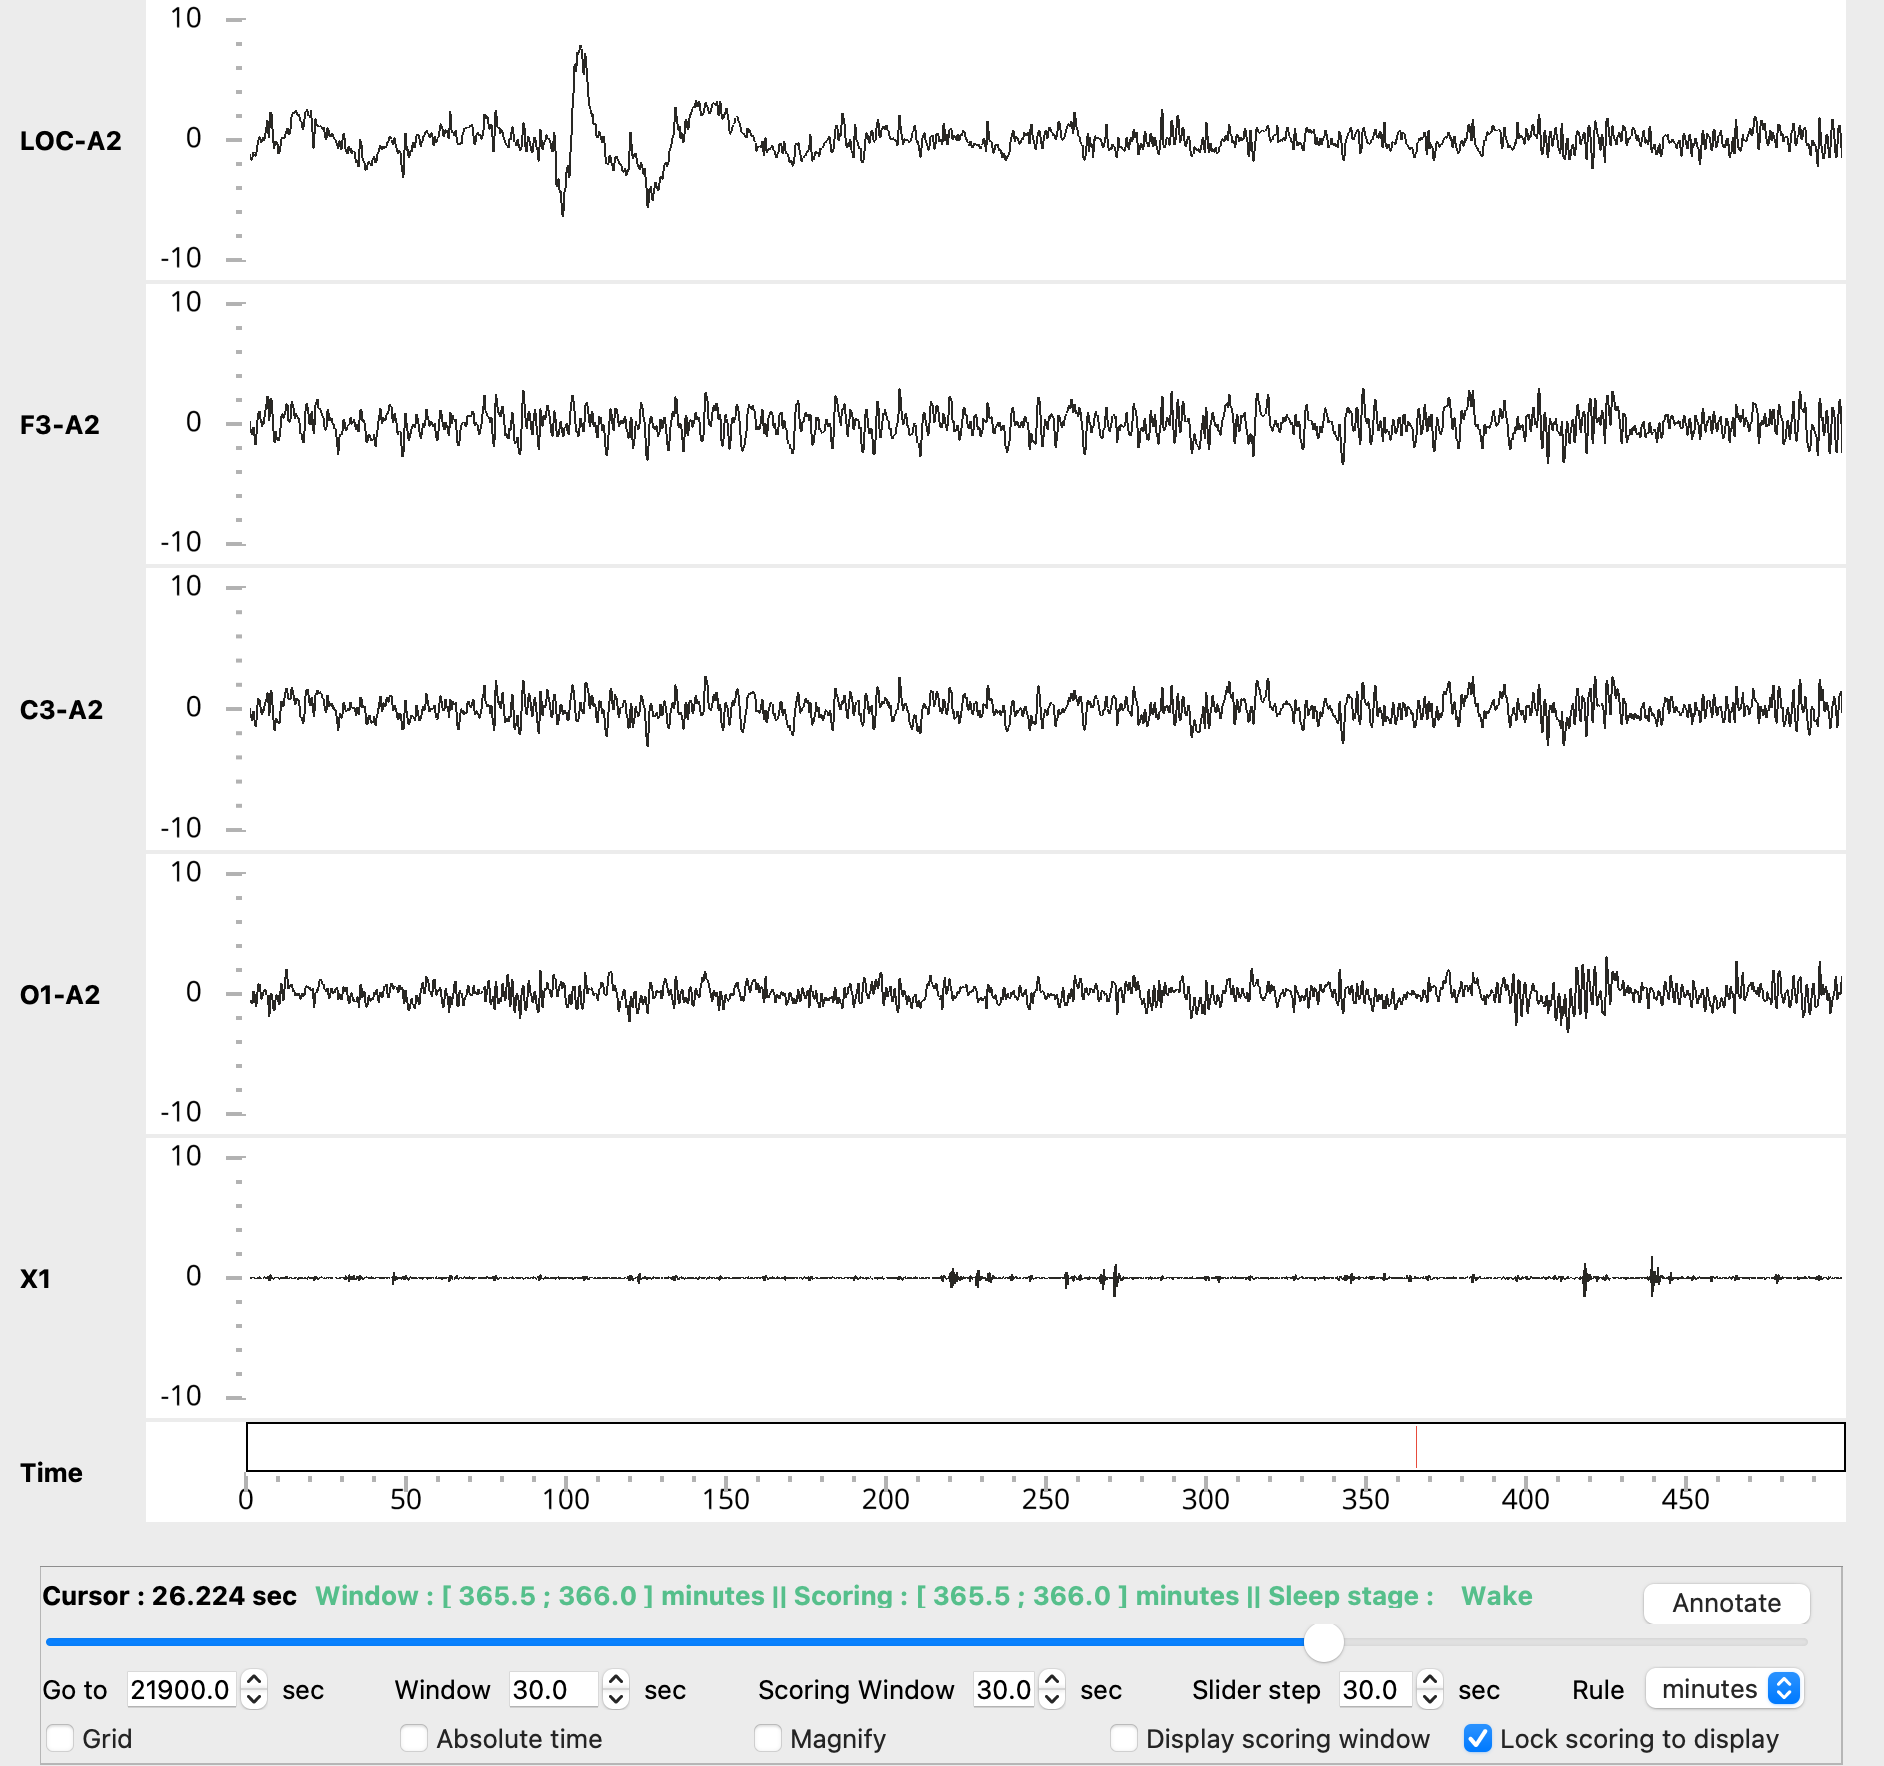 10
LOC-A2
0
-10
10
F3-A2
0
-10
10
C3-A2
0
-10
10
O1-A2
0
-10
10
X1
0
-10
Time
0 50 100 150 200 250 300 350 400 450
Cursor : 26.224 sec Window : [ 365.5 ; 366.0 ] minutes || Scoring : [ 365.5 ; 366.0 ] minutes || Sleep stage : Wake Annotate
Go to 21900.0 sec Window 30.0 sec Scoring Window 30.0 sec Slider step 30.0 sec Rule minutes
Grid Absolute time Magnify Display scoring window Lock scoring to display